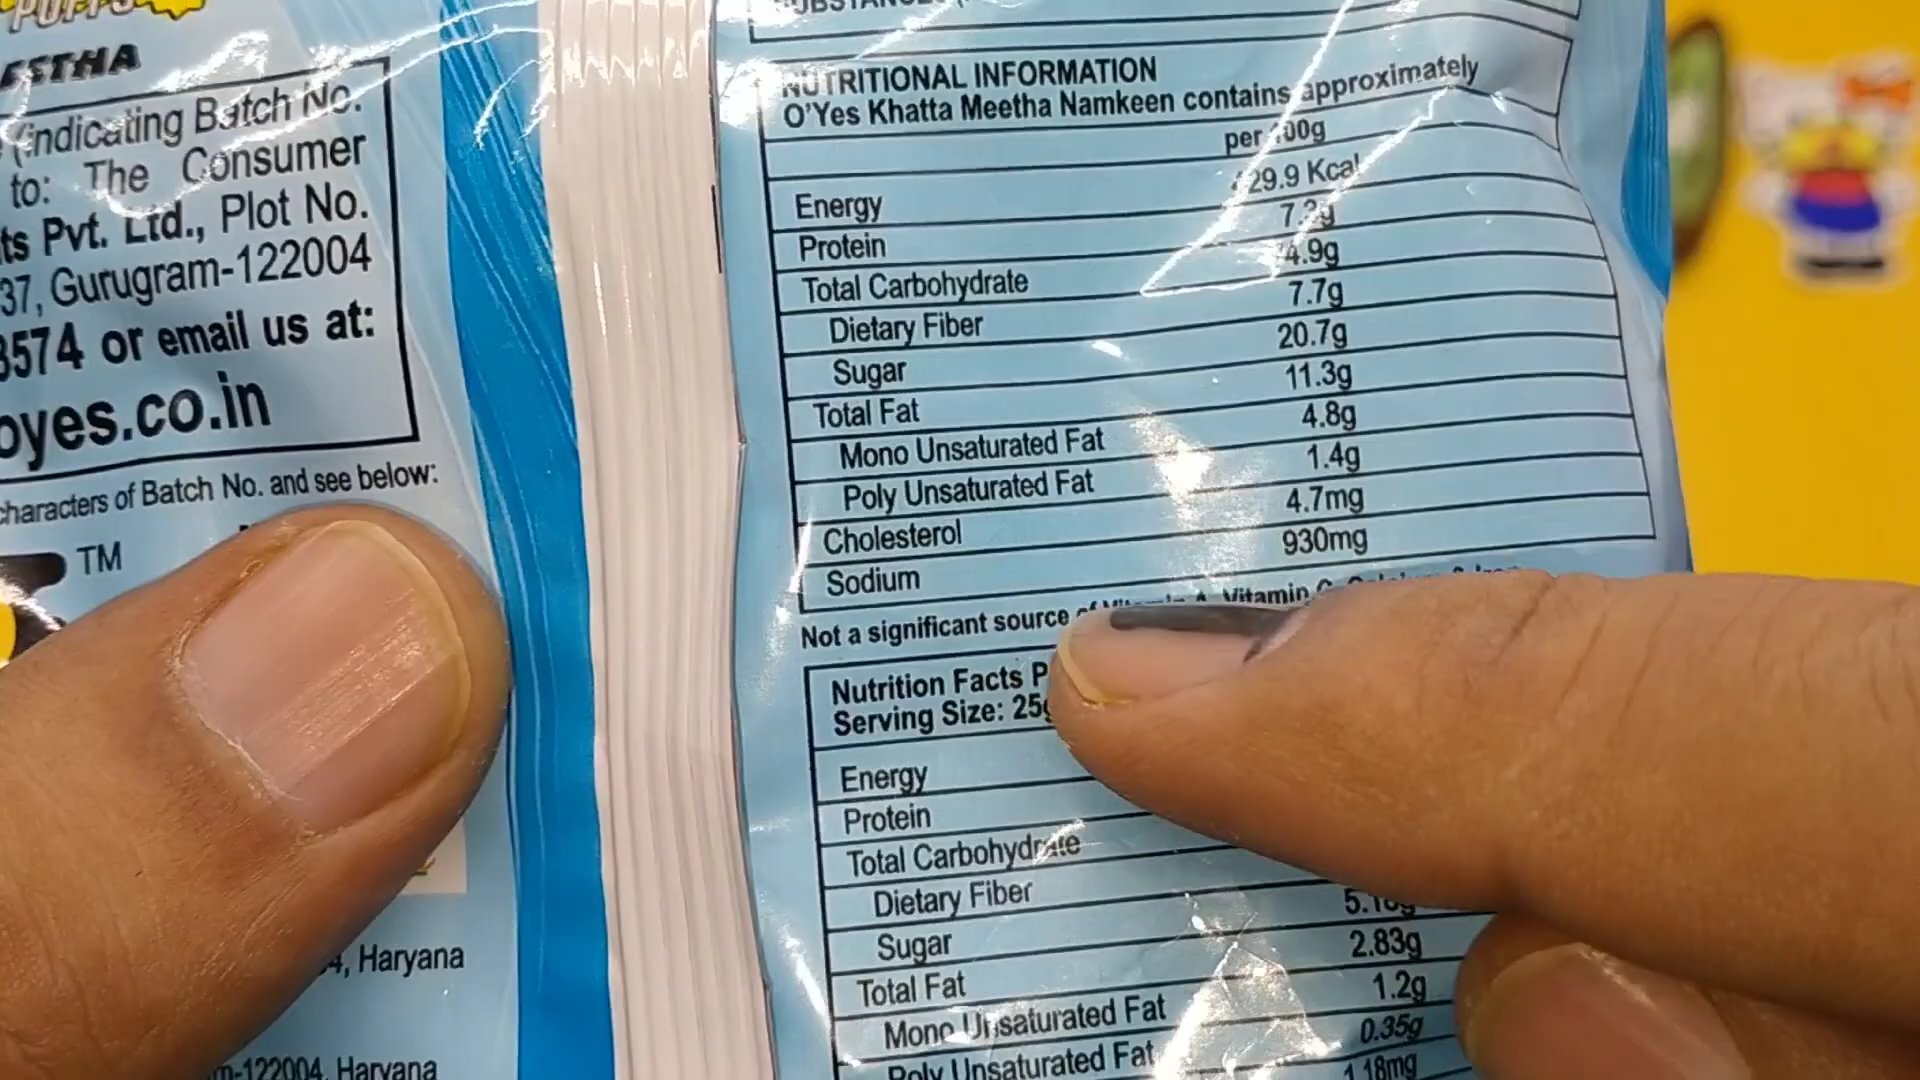 PUFFS
(indicating Batch No.
to: The Consumer
Pvt. Ltd., Plot No.
37, Gurugram-122004
3574 or email us at:
oyes.co.in
characters of Batch No. and see below:
TM
Haryana
122004, Haryana
NUTRITIONAL INFORMATION
O'Yes Khatta Meetha Namkeen contains approximately
per 100g
Energy 29.9 Kcal
Protein
Total Carbohydrate 4.9g
Dietary Fiber 7.7g
Sugar 20.7g
Total Fat 11.3g
Mono Unsaturated Fat 4.8g
Poly Unsaturated Fat 1.4g
Cholesterol 4.7mg
Sodium 930mg
Not a significant source of Vitamin
Nutrition Facts
Serving Size: 25g
Energy
Protein
Total Carbohydrate
Dietary Fiber
Sugar
Total Fat 2.83g
Mono Unsaturated Fat 1.2g
Poly Unsaturated Fat 0.35g
1.18mg